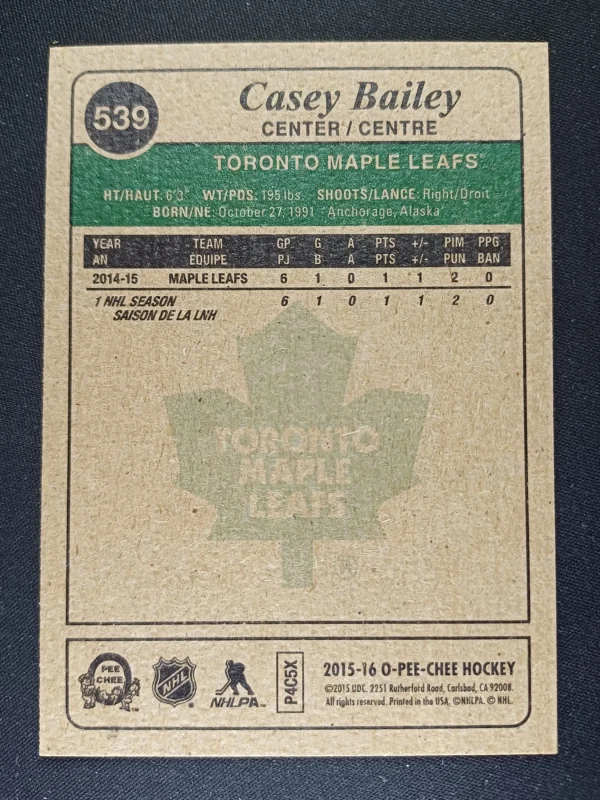 539
Casey Bailey
CENTER / CENTRE
TORONTO MAPLE LEAFS
HT/HAUT: 6'3" WT/PDS: 195 lbs. SHOOTS/LANCE: Right/Droit
BORN/NÉ: October 27, 1991 Anchorage, Alaska
YEAR TEAM GP G A PTS +/- PIM PPG
AN ÉQUIPE PJ B A PTS +/- PUN BAN
2014-15 MAPLE LEAFS 6 1 0 1 1 2 0
1 NHL SEASON 6 1 0 1 1 2 0
SAISON DE LA LNH
TORONTO
MAPLE
LEAFS
®
PEE
CHEE
NHL
NHLPA
P4C5X
2015-16 O-PEE-CHEE HOCKEY
©2015 UDC. 2251 Rutherford Road, Carlsbad, CA 92008.
All rights reserved. Printed in the USA. ©NHLPA. © NHL.